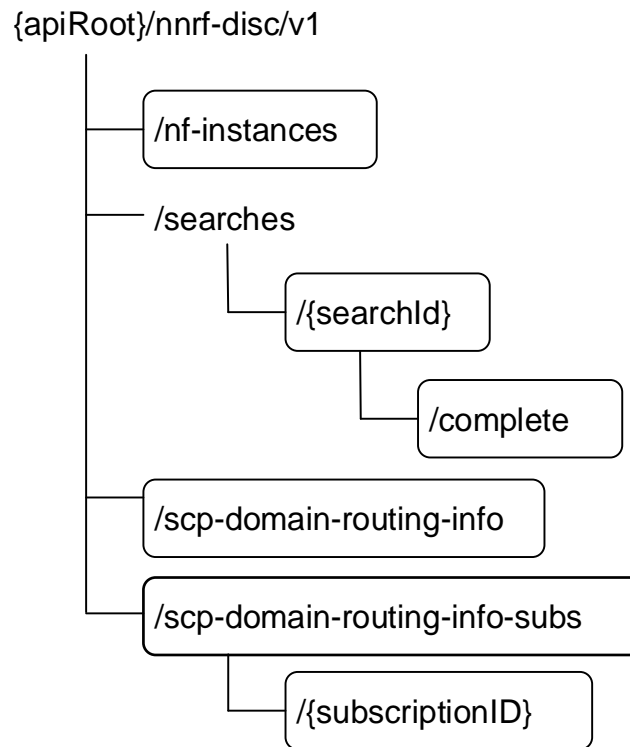 {apiRoot}/nnrf-disc/v1
/nf-instances
/searches
/{searchId}
/complete
/scp-domain-routing-info
/scp-domain-routing-info-subs
/{subscriptionID}